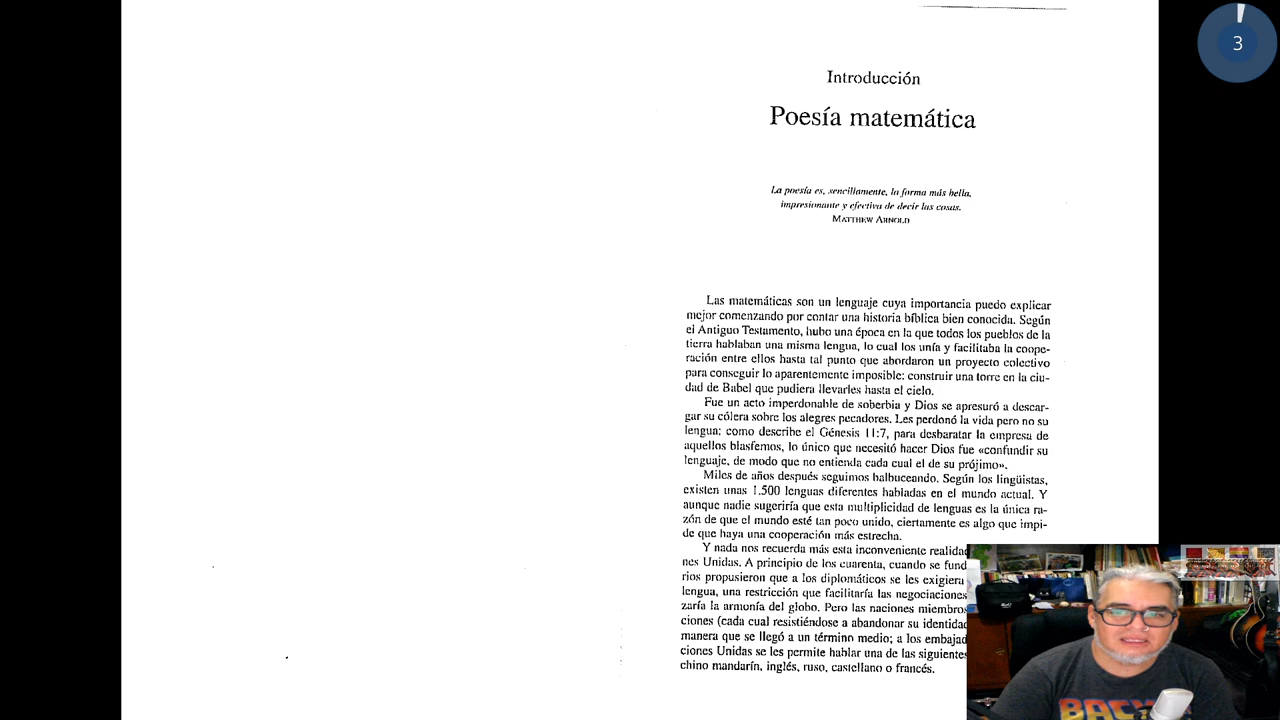 3
Introducción
Poesía matemática
La poesía es, sencillamente, la forma más bella,
impresionante y efectiva de decir las cosas.
MATTHEW ARNOLD
Las matemáticas son un lenguaje cuya importancia puedo explicar
mejor comenzando por contar una historia bíblica bien conocida. Según
el Antiguo Testamento, hubo una época en la que todos los pueblos de la
tierra hablaban una misma lengua, lo cual los unía y facilitaba la coope-
ración entre ellos hasta tal punto que abordaron un proyecto colectivo
para conseguir lo aparentemente imposible: construir una torre en la ciu-
dad de Babel que pudiera llevarles hasta el cielo.
Fue un acto imperdonable de soberbia y Dios se apresuró a descar-
gar su cólera sobre los alegres pecadores. Les perdonó la vida pero no su
lengua: como describe el Génesis 11:7, para desbaratar la empresa de
aquellos blasfemos, lo único que necesitó hacer Dios fue «confundir su
lenguaje, de modo que no entienda cada cual el de su prójimo».
Miles de años después seguimos balbuceando. Según los lingüistas,
existen unas 1.500 lenguas diferentes habladas en el mundo actual. Y
aunque nadie sugeriría que esta multiplicidad de lenguas es la única ra-
zón de que el mundo esté tan poco unido, ciertamente es algo que impi-
de que haya una cooperación más estrecha.
Y nada nos recuerda más esta inconveniente realidad
nes Unidas. A principio de los cuarenta, cuando se fund
rios propusieron que a los diplomáticos se les exigiera
lengua, una restricción que facilitaría las negociaciones
zaría la armonía del globo. Pero las naciones miembros
ciones (cada cual resistiéndose a abandonar su identidad
manera que se llegó a un término medio; a los embajad
ciones Unidas se les permite hablar una de las siguientes
chino mandarín, inglés, ruso, castellano o francés.
BACK